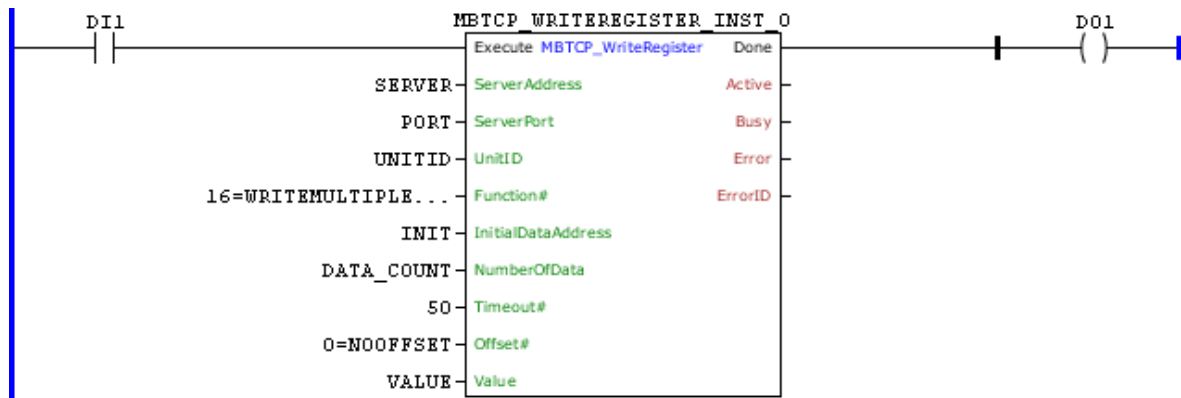 DI1 MBTCP_WRITEREGISTER_INST_0 DO1
Execute MBTCP_WriteRegister Done
SERVER ServerAddress Active
PORT ServerPort Busy
UNITID UnitID Error
16=WRITEMULTIPLE... Function# ErrorID
INIT InitialDataAddress
DATA_COUNT NumberOfData
50 Timeout#
0=NOOFFSET Offset#
VALUE Value